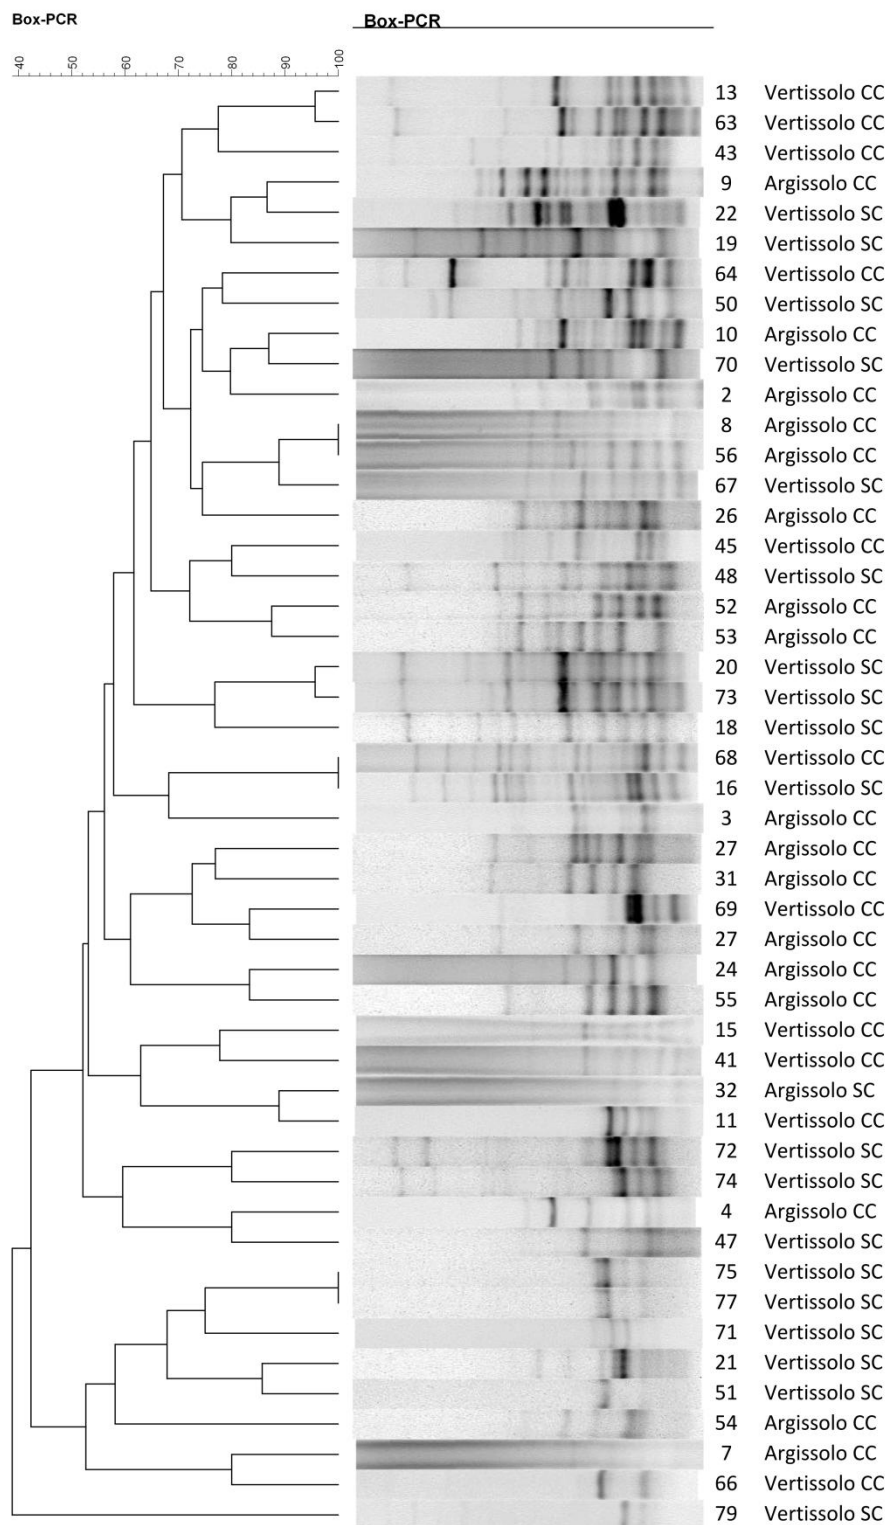 Box-PCR Box-PCR
40 50 60 70 80 90 100
13 Vertissolo CC
63 Vertissolo CC
43 Vertissolo CC
9 Argissolo CC
22 Vertissolo SC
19 Vertissolo SC
64 Vertissolo CC
50 Vertissolo SC
10 Argissolo CC
70 Vertissolo SC
2 Argissolo CC
8 Argissolo CC
56 Argissolo CC
67 Vertissolo SC
26 Argissolo CC
45 Vertissolo CC
48 Vertissolo SC
52 Argissolo CC
53 Argissolo CC
20 Vertissolo SC
73 Vertissolo SC
18 Vertissolo SC
68 Vertissolo CC
16 Vertissolo SC
3 Argissolo CC
27 Argissolo CC
31 Argissolo CC
69 Vertissolo CC
27 Argissolo CC
24 Argissolo CC
55 Argissolo CC
15 Vertissolo CC
41 Vertissolo CC
32 Argissolo SC
11 Vertissolo CC
72 Vertissolo SC
74 Vertissolo SC
4 Argissolo CC
47 Vertissolo SC
75 Vertissolo SC
77 Vertissolo SC
71 Vertissolo SC
21 Vertissolo SC
51 Vertissolo SC
54 Argissolo CC
7 Argissolo CC
66 Vertissolo CC
79 Vertissolo SC